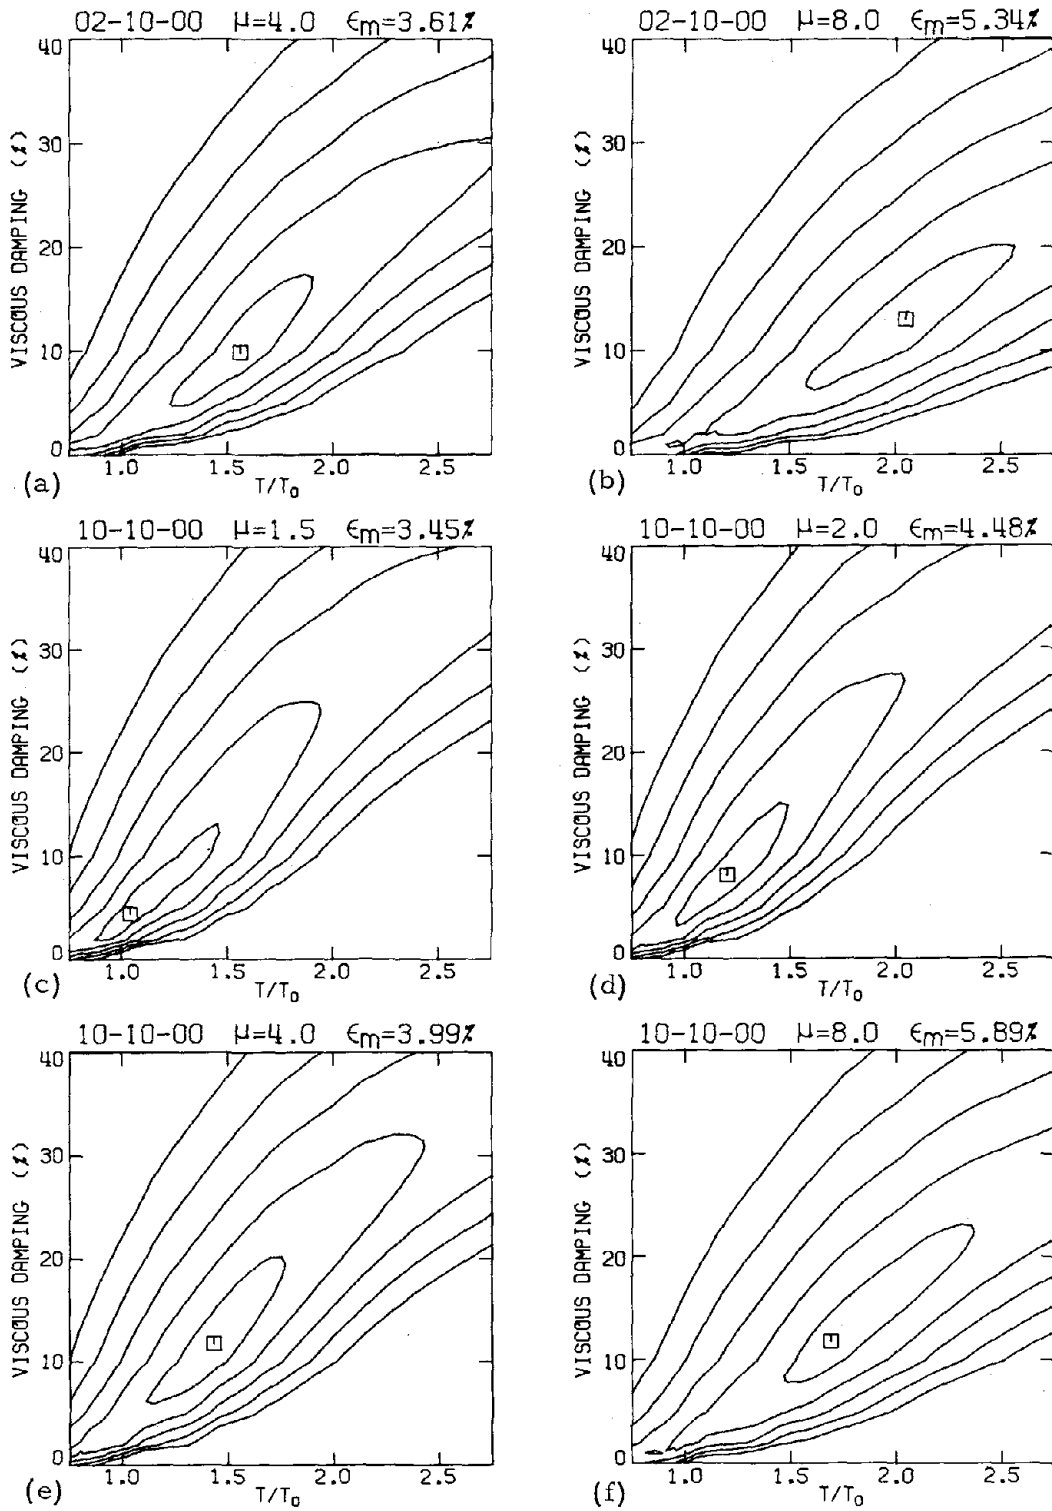 02-10-00 μ=4.0 ϵm=3.61%
40
30
20
10
0
VISCOUS DAMPING (%)
1.0 1.5 2.0 2.5
T/T0
(a)
02-10-00 μ=8.0 ϵm=5.34%
40
30
20
10
0
VISCOUS DAMPING (%)
1.0 1.5 2.0 2.5
T/T0
(b)
10-10-00 μ=1.5 ϵm=3.45%
40
30
20
10
0
VISCOUS DAMPING (%)
1.0 1.5 2.0 2.5
T/T0
(c)
10-10-00 μ=2.0 ϵm=4.48%
40
30
20
10
0
VISCOUS DAMPING (%)
1.0 1.5 2.0 2.5
T/T0
(d)
10-10-00 μ=4.0 ϵm=3.99%
40
30
20
10
0
VISCOUS DAMPING (%)
1.0 1.5 2.0 2.5
T/T0
(e)
10-10-00 μ=8.0 ϵm=5.89%
40
30
20
10
0
VISCOUS DAMPING (%)
1.0 1.5 2.0 2.5
T/T0
(f)